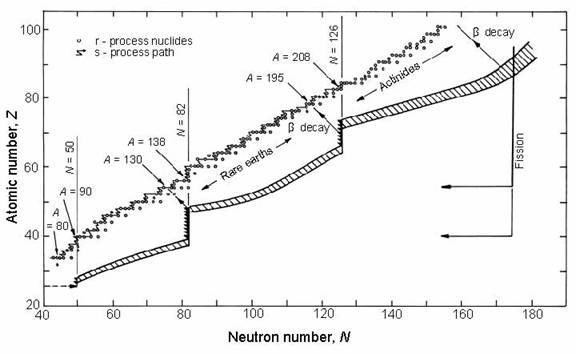 r - process nuclides
s - process path
N = 126
A = 208
A = 195
β decay
Actinides
N = 82
β decay
A = 138
A = 130
Rare earths
Fission
N = 50
A = 90
A
= 80
100
80
60
40
20
Atomic number, Z
40 60 80 100 120 140 160 180
Neutron number, N